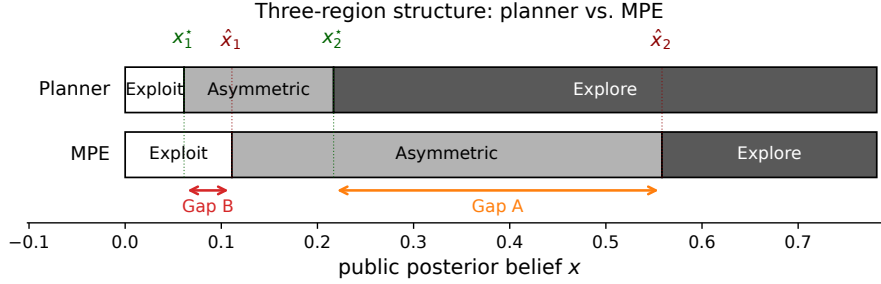 Three-region structure: planner vs. MPE
x₁* x̂₁ x₂* x̂₂
Planner Exploit Asymmetric Explore
MPE Exploit Asymmetric Explore
Gap B Gap A
−0.1 0.0 0.1 0.2 0.3 0.4 0.5 0.6 0.7
public posterior belief x